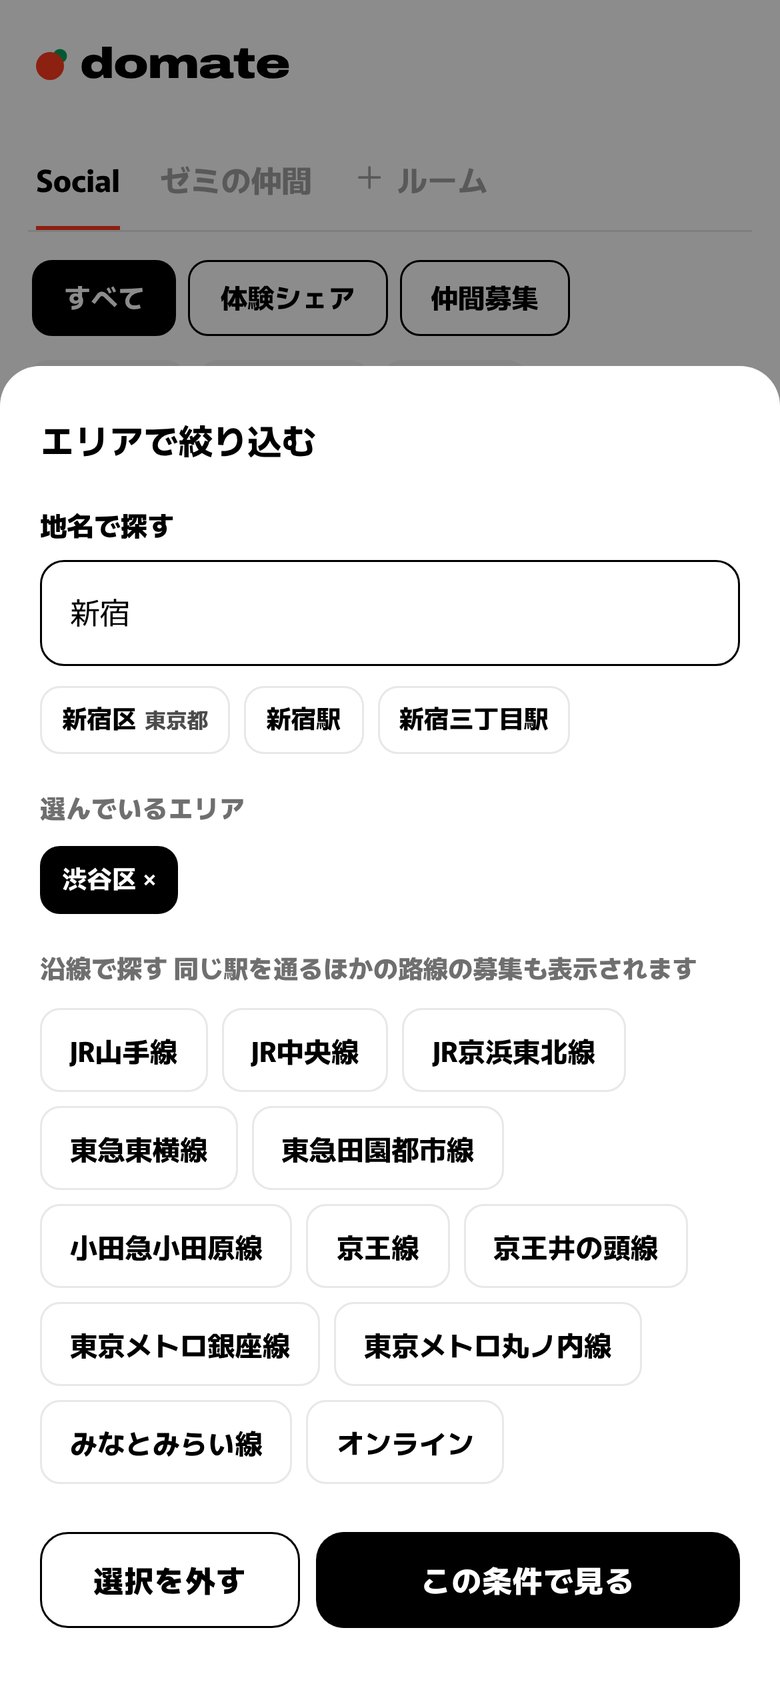 domate
Social ゼミの仲間 + ルーム
すべて 体験シェア 仲間募集
エリアで絞り込む
地名で探す
新宿
新宿区 東京都 新宿駅 新宿三丁目駅
選んでいるエリア
渋谷区 ×
沿線で探す 同じ駅を通るほかの路線の募集も表示されます
JR山手線 JR中央線 JR京浜東北線
東急東横線 東急田園都市線
小田急小田原線 京王線 京王井の頭線
東京メトロ銀座線 東京メトロ丸ノ内線
みなとみらい線 オンライン
選択を外す この条件で見る